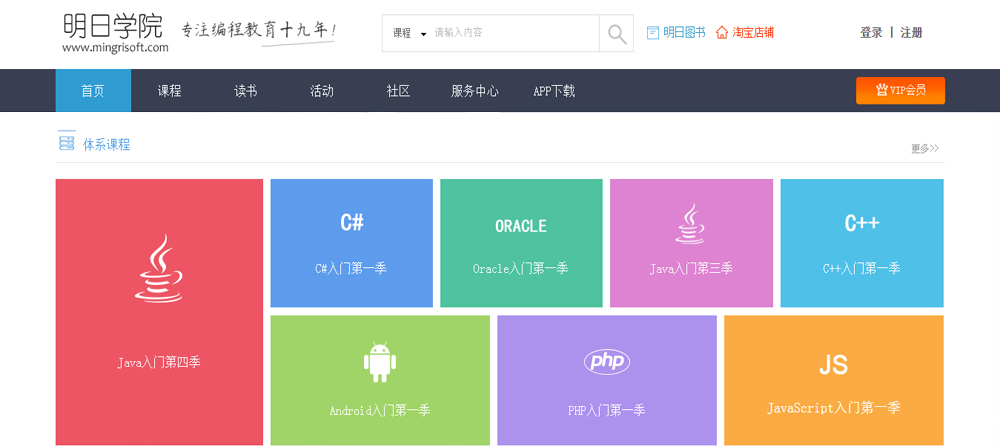 明日学院
www.mingrisoft.com
专注编程教育十九年!
课程 请输入内容
明日图书 淘宝店铺
登录 | 注册
首页 课程 读书 活动 社区 服务中心 APP下载
VIP会员
体系课程
更多>>
Java入门第四季
C#
C#入门第一季
ORACLE
Oracle入门第一季
Java入门第三季
C++
C++入门第一季
Android入门第一季
php
PHP入门第一季
JS
JavaScript入门第一季